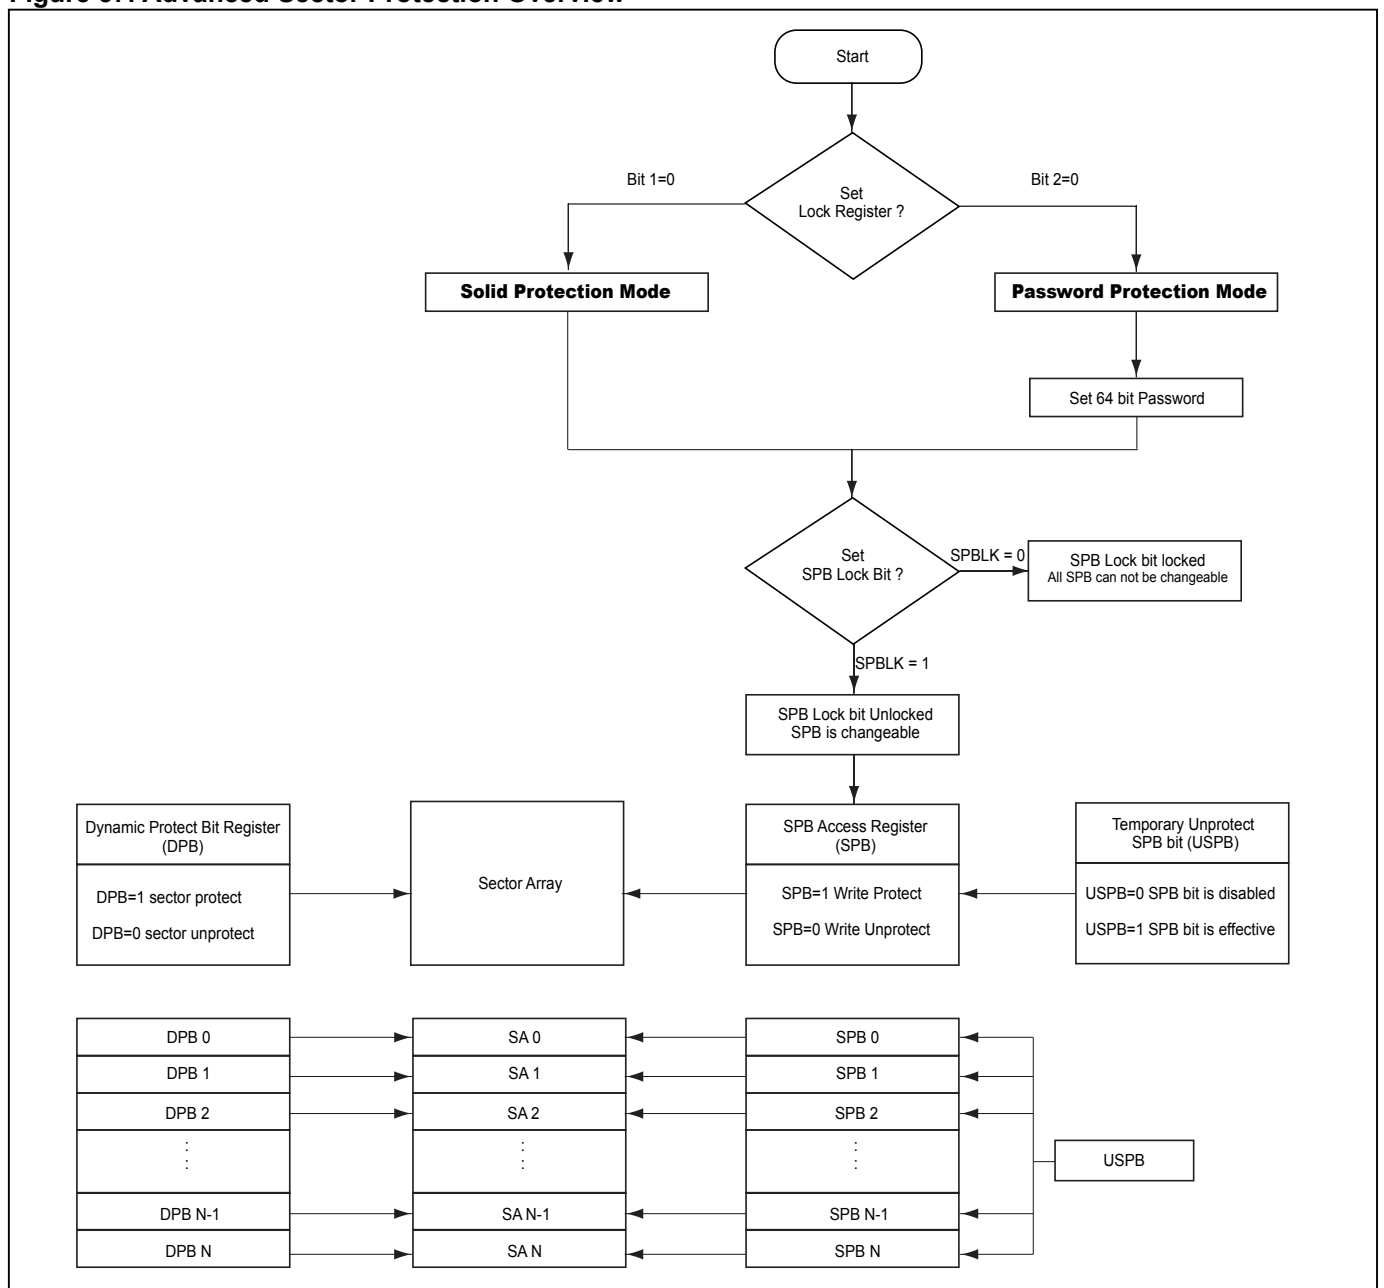 Start
Bit 1=0
Set
Lock Register ?
Bit 2=0
Solid Protection Mode
Password Protection Mode
Set 64 bit Password
Set
SPB Lock Bit ?
SPBLK = 0
SPB Lock bit locked
All SPB can not be changeable
SPBLK = 1
SPB Lock bit Unlocked
SPB is changeable
Dynamic Protect Bit Register
(DPB)
DPB=1 sector protect
DPB=0 sector unprotect
Sector Array
SPB Access Register
(SPB)
SPB=1 Write Protect
SPB=0 Write Unprotect
Temporary Unprotect
SPB bit (USPB)
USPB=0 SPB bit is disabled
USPB=1 SPB bit is effective
DPB 0
SA 0
SPB 0
DPB 1
SA 1
SPB 1
DPB 2
SA 2
SPB 2
USPB
DPB N-1
SA N-1
SPB N-1
DPB N
SA N
SPB N